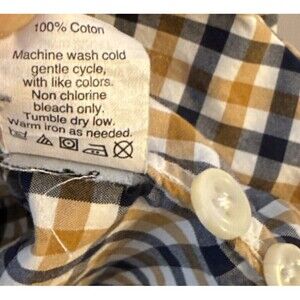 100% Coton
Machine wash cold
gentle cycle,
with like colors.
Non chlorine
bleach only.
Tumble dry low.
Warm iron as needed.